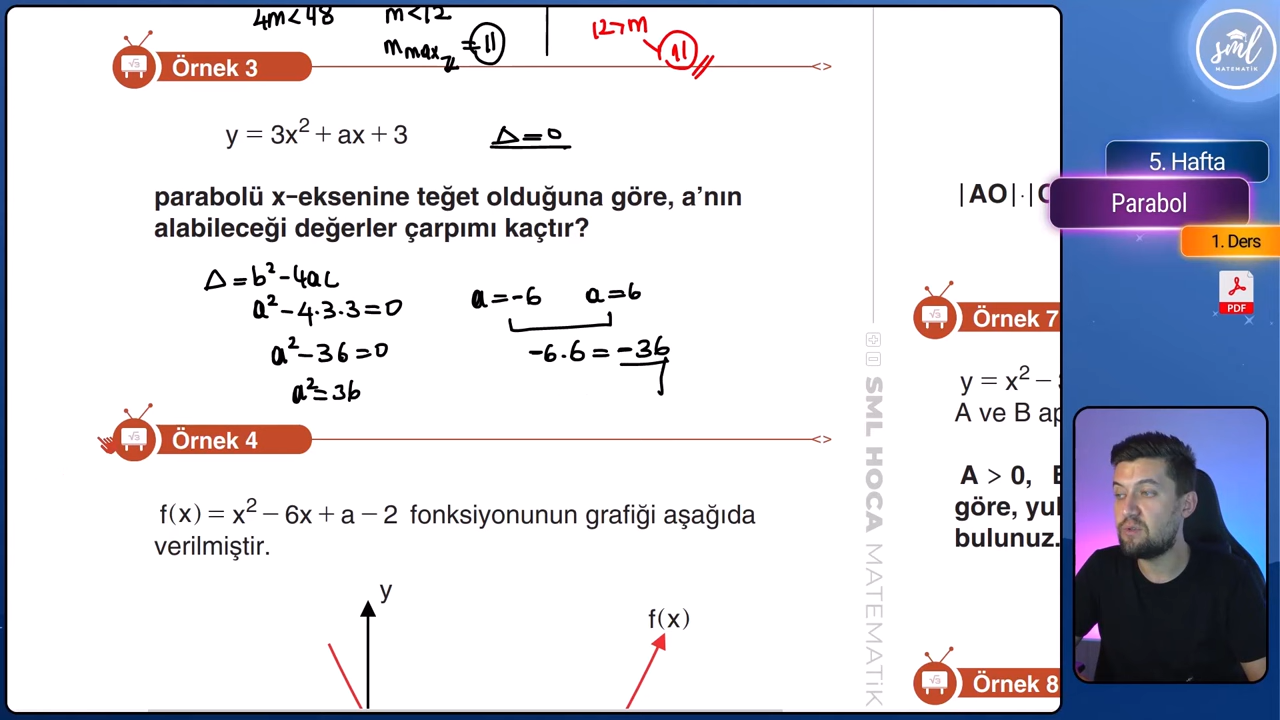 4m<48
m<12
m max = 11
12>m
11
Örnek 3
y = 3x² + ax + 3
Δ=0
parabolü x-eksenine teğet olduğuna göre, a'nın
alabileceği değerler çarpımı kaçtır?
Δ=b²-4ac
a²-4·3·3=0
a²-36=0
a²=36
a=-6 a=6
-6·6=-36
Örnek 4
f(x) = x² − 6x + a − 2 fonksiyonunun grafiği aşağıda
verilmiştir.
y
f(x)
SML HOCA MATEMATİK
|AO|·|
Örnek 7
y = x² −
A ve B ap
A > 0,
göre, yu
bulunuz.
Örnek 8
sml
MATEMATİK
5. Hafta
Parabol
1. Ders
PDF